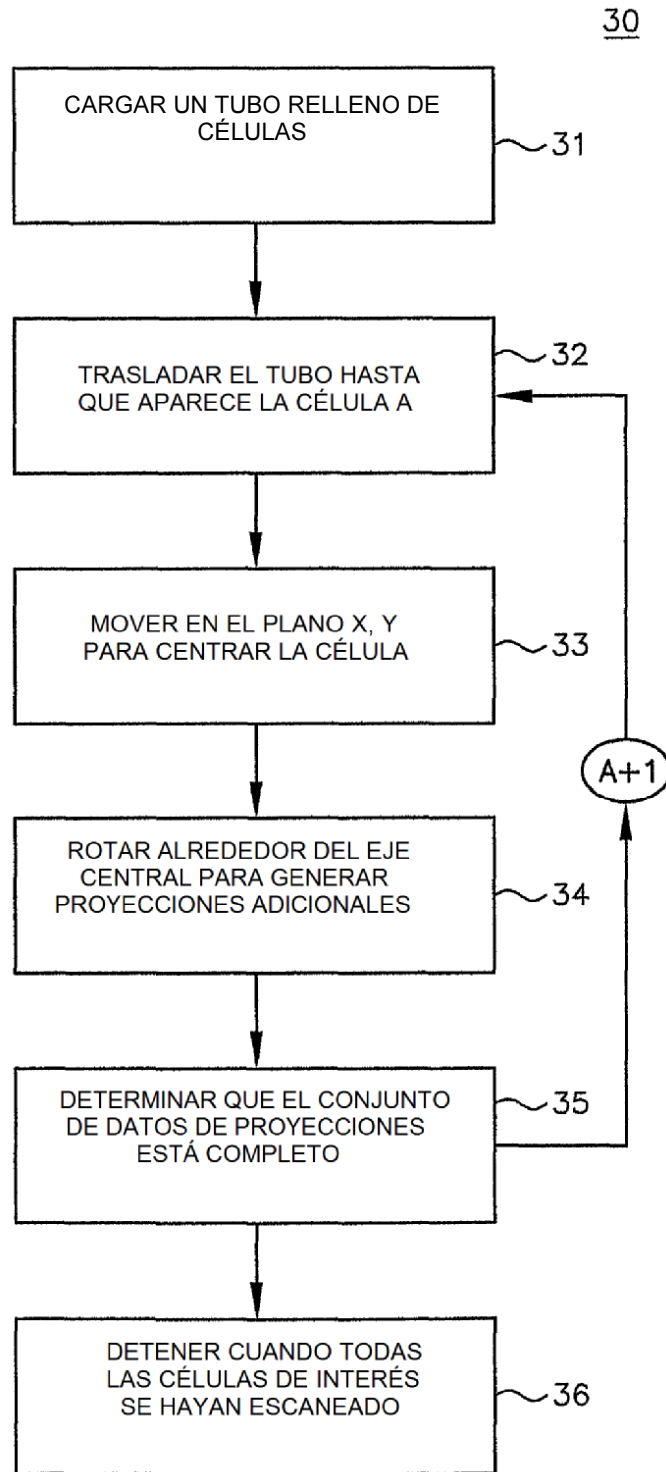 30
CARGAR UN TUBO RELLENO DE
CÉLULAS
31
32
TRASLADAR EL TUBO HASTA
QUE APARECE LA CÉLULA A
MOVER EN EL PLANO X, Y
PARA CENTRAR LA CÉLULA
33
A+1
ROTAR ALREDEDOR DEL EJE
CENTRAL PARA GENERAR
PROYECCIONES ADICIONALES
34
DETERMINAR QUE EL CONJUNTO
DE DATOS DE PROYECCIONES
ESTÁ COMPLETO
35
DETENER CUANDO TODAS
LAS CÉLULAS DE INTERÉS
SE HAYAN ESCANEADO
36